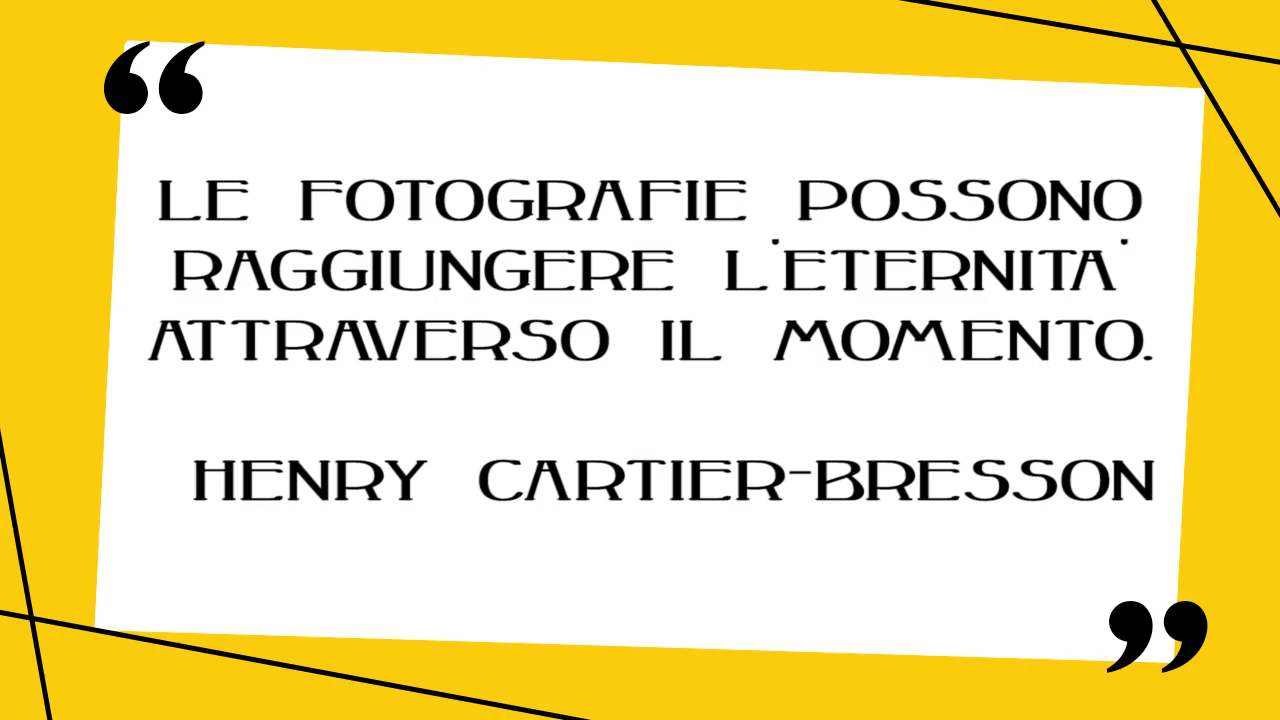 “
LE FOTOGRAFIE POSSONO
RAGGIUNGERE L'ETERNITA'
ATTRAVERSO IL MOMENTO.
HENRY CARTIER-BRESSON
”